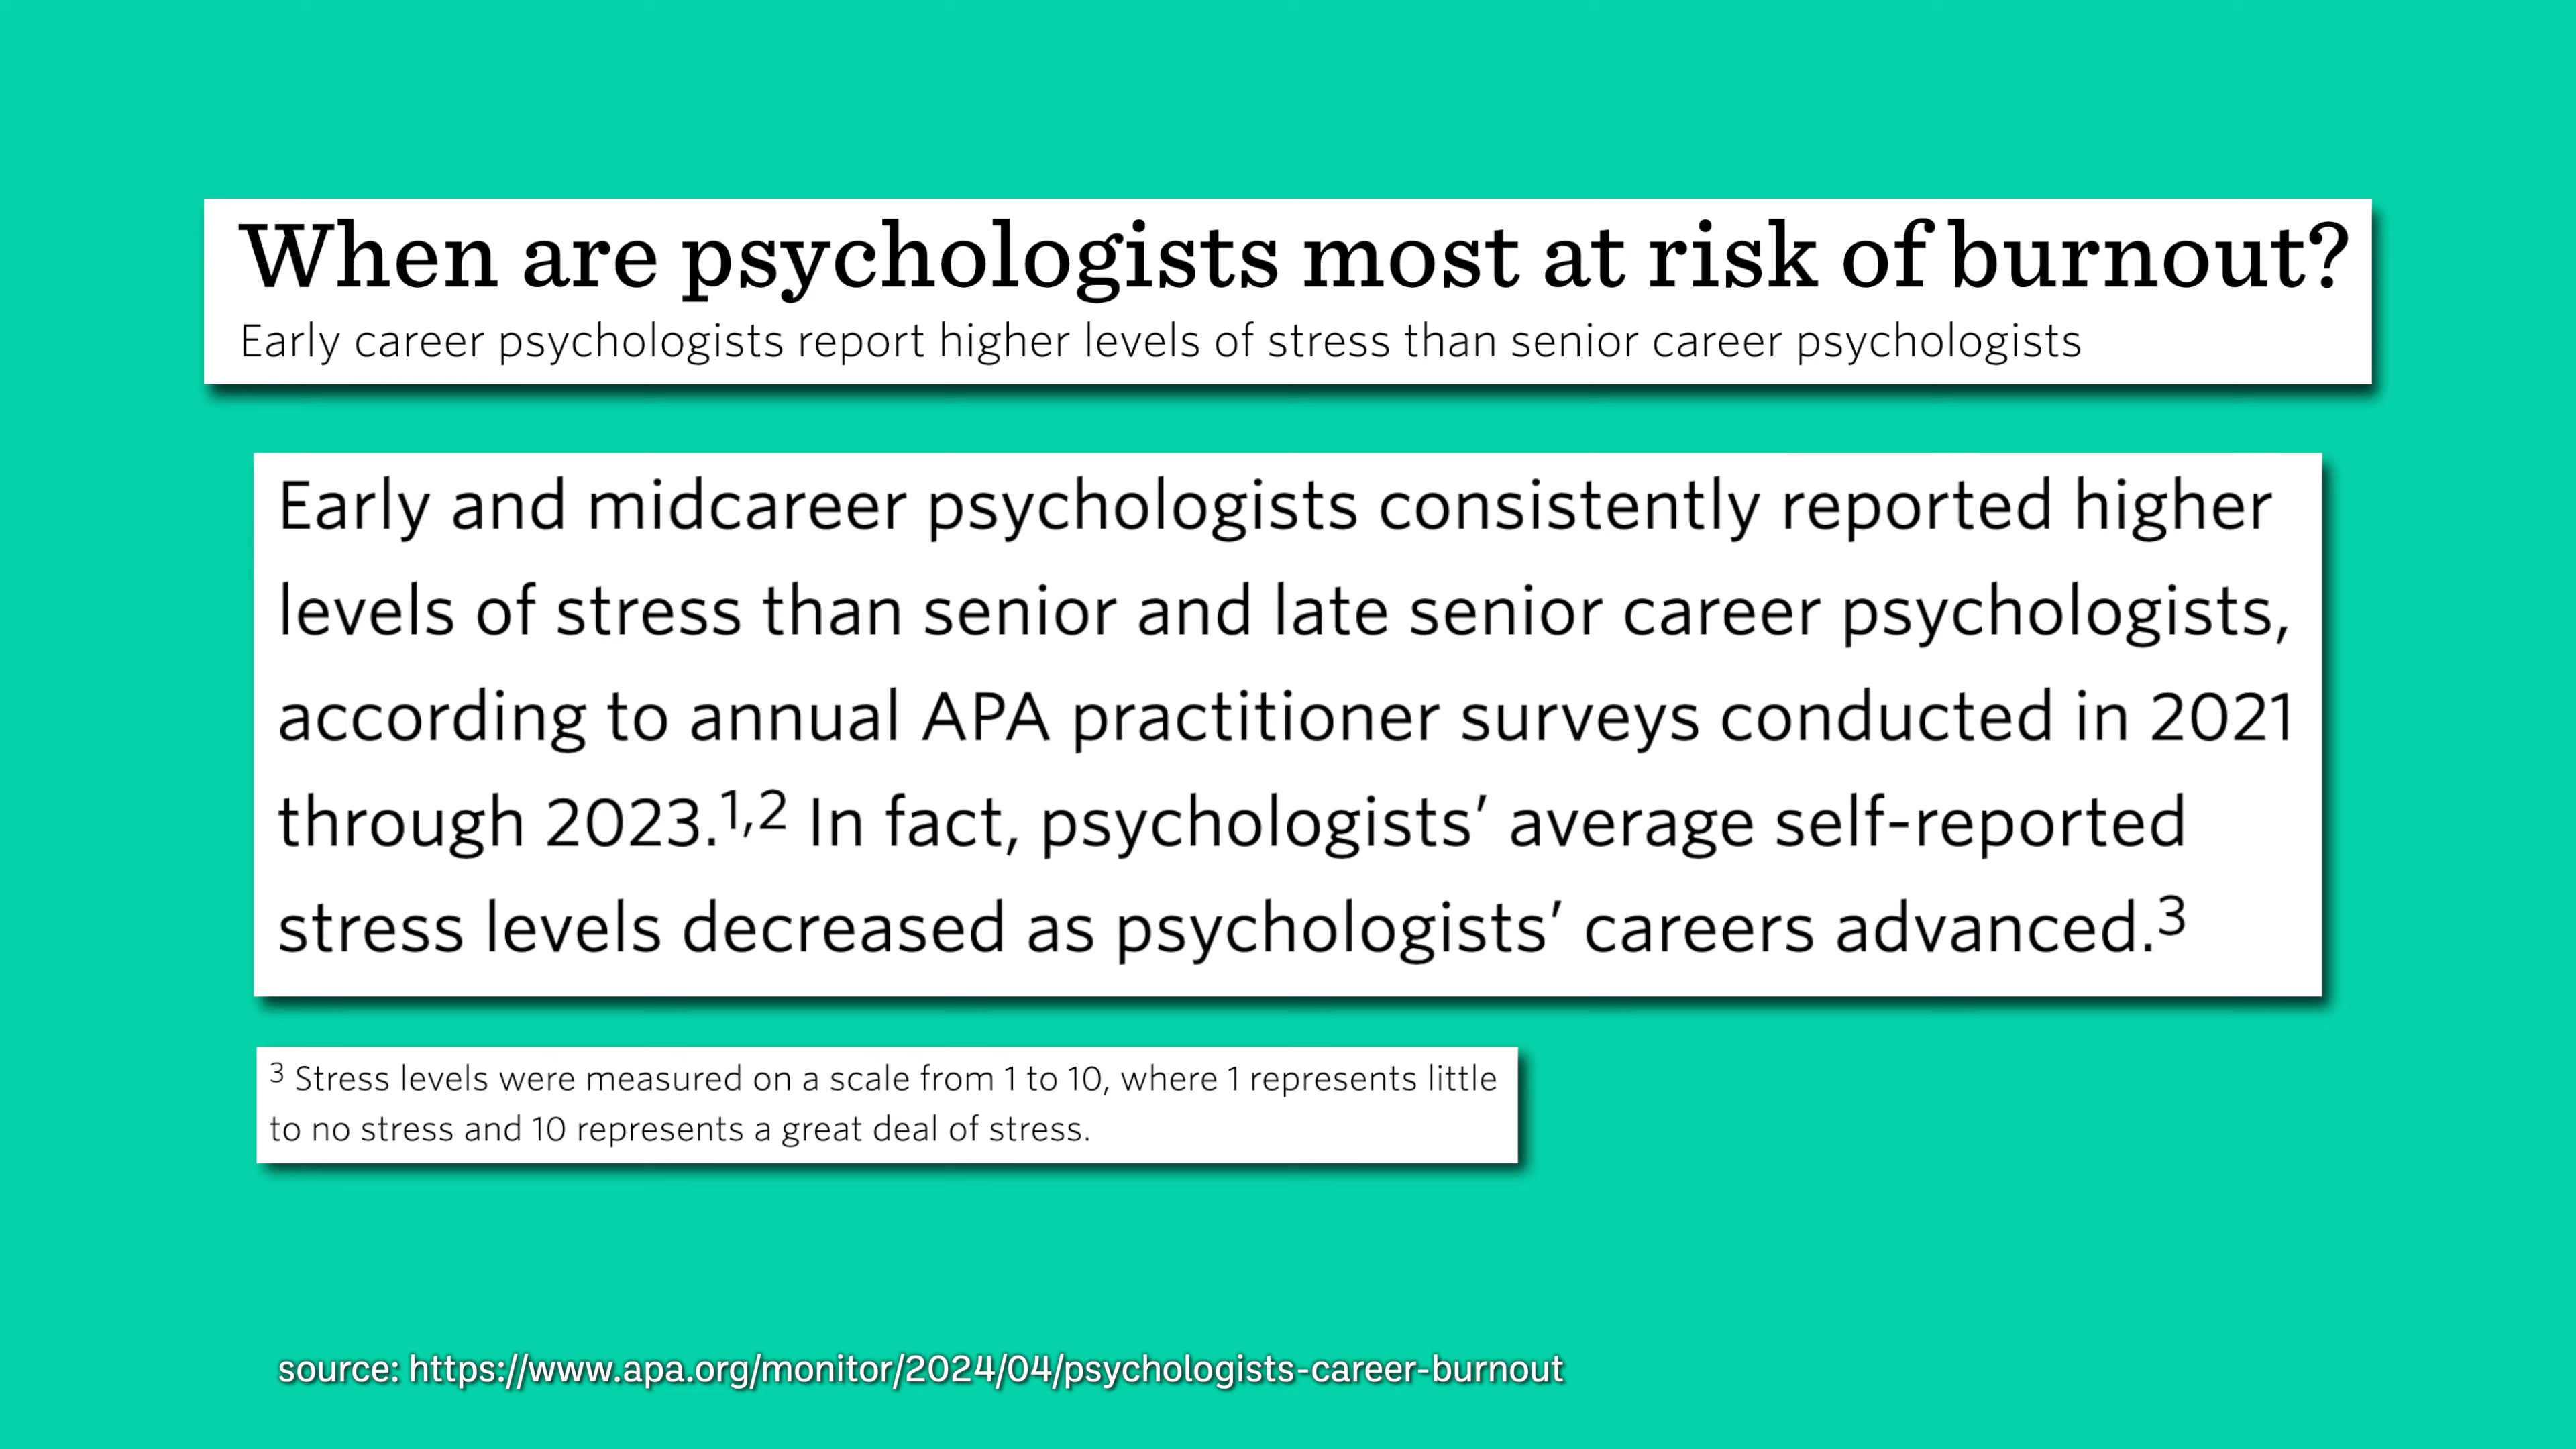 When are psychologists most at risk of burnout?
Early career psychologists report higher levels of stress than senior career psychologists
Early and midcareer psychologists consistently reported higher
levels of stress than senior and late senior career psychologists,
according to annual APA practitioner surveys conducted in 2021
through 2023.¹,² In fact, psychologists’ average self-reported
stress levels decreased as psychologists’ careers advanced.³
³ Stress levels were measured on a scale from 1 to 10, where 1 represents little
to no stress and 10 represents a great deal of stress.
source: https://www.apa.org/monitor/2024/04/psychologists-career-burnout